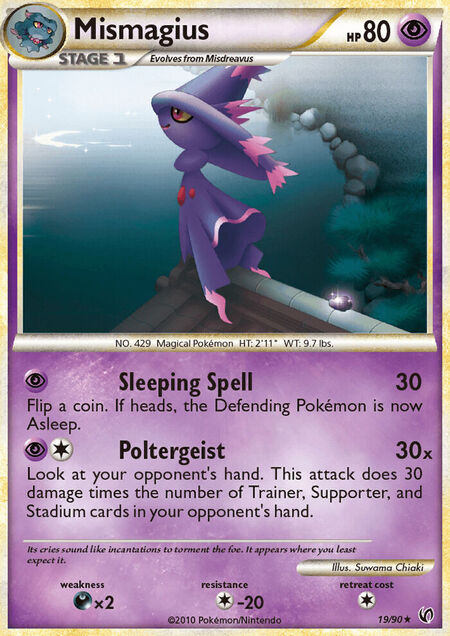 Mismagius
HP 80
STAGE 1
Evolves from Misdreavus
NO. 429 Magical Pokémon HT: 2'11" WT: 9.7 lbs.
Sleeping Spell 30
Flip a coin. If heads, the Defending Pokémon is now
Asleep.
Poltergeist 30x
Look at your opponent's hand. This attack does 30
damage times the number of Trainer, Supporter, and
Stadium cards in your opponent's hand.
Its cries sound like incantations to torment the foe. It appears where you least
expect it.
Illus. Suwama Chiaki
weakness resistance retreat cost
×2 -20
©2010 Pokémon/Nintendo 19/90★